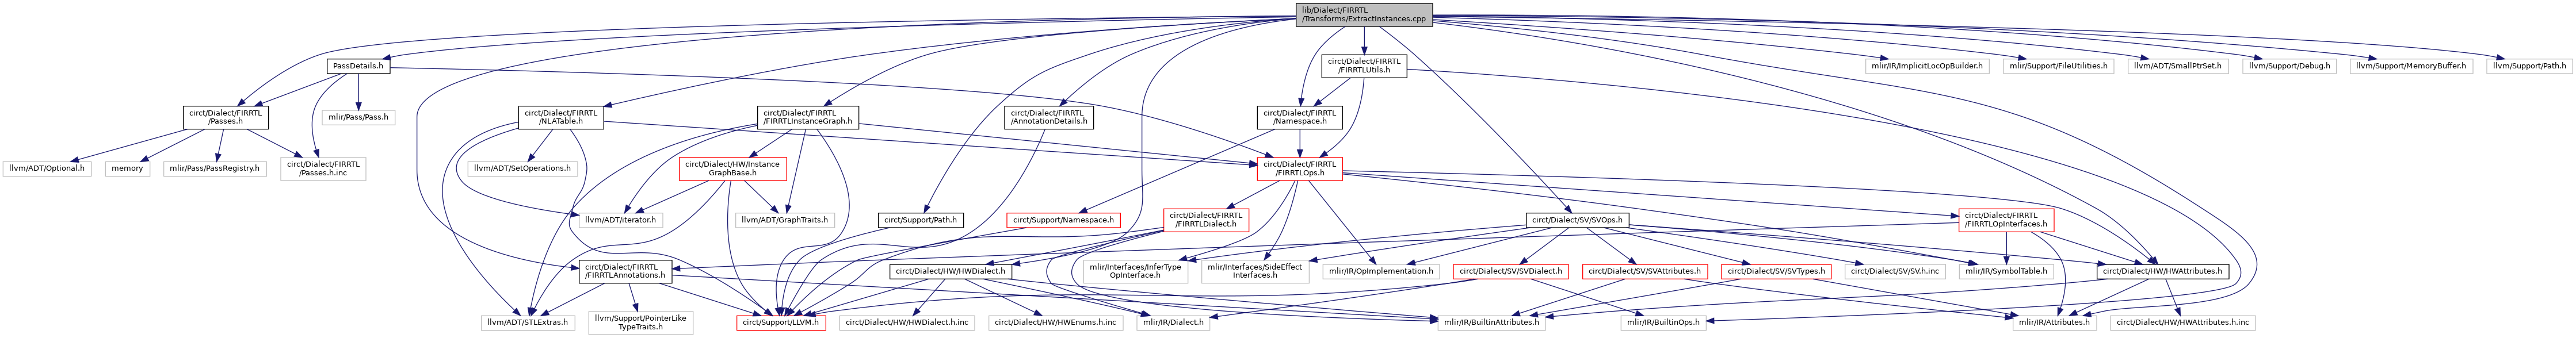 lib/Dialect/FIRRTL
/Transforms/ExtractInstances.cpp
PassDetails.h
circt/Dialect/FIRRTL
/FIRRTLUtils.h
mlir/IR/ImplicitLocOpBuilder.h
mlir/Support/FileUtilities.h
llvm/ADT/SmallPtrSet.h
llvm/Support/Debug.h
llvm/Support/MemoryBuffer.h
llvm/Support/Path.h
circt/Dialect/FIRRTL
/Passes.h
mlir/Pass/Pass.h
circt/Dialect/FIRRTL
/NLATable.h
circt/Dialect/FIRRTL
/FIRRTLInstanceGraph.h
circt/Dialect/FIRRTL
/AnnotationDetails.h
circt/Dialect/FIRRTL
/Namespace.h
llvm/ADT/Optional.h
memory
mlir/Pass/PassRegistry.h
circt/Dialect/FIRRTL
/Passes.h.inc
llvm/ADT/SetOperations.h
circt/Dialect/HW/Instance
GraphBase.h
circt/Dialect/FIRRTL
/FIRRTLOps.h
llvm/ADT/iterator.h
llvm/ADT/GraphTraits.h
circt/Support/Path.h
circt/Support/Namespace.h
circt/Dialect/FIRRTL
/FIRRTLDialect.h
circt/Dialect/SV/SVOps.h
circt/Dialect/FIRRTL
/FIRRTLOpInterfaces.h
circt/Dialect/FIRRTL
/FIRRTLAnnotations.h
circt/Dialect/HW/HWDialect.h
mlir/Interfaces/InferType
OpInterface.h
mlir/Interfaces/SideEffect
Interfaces.h
mlir/IR/OpImplementation.h
circt/Dialect/SV/SVDialect.h
circt/Dialect/SV/SVAttributes.h
circt/Dialect/SV/SVTypes.h
circt/Dialect/SV/SV.h.inc
mlir/IR/SymbolTable.h
circt/Dialect/HW/HWAttributes.h
llvm/ADT/STLExtras.h
llvm/Support/PointerLike
TypeTraits.h
circt/Support/LLVM.h
circt/Dialect/HW/HWDialect.h.inc
circt/Dialect/HW/HWEnums.h.inc
mlir/IR/Dialect.h
mlir/IR/BuiltinAttributes.h
mlir/IR/BuiltinOps.h
mlir/IR/Attributes.h
circt/Dialect/HW/HWAttributes.h.inc